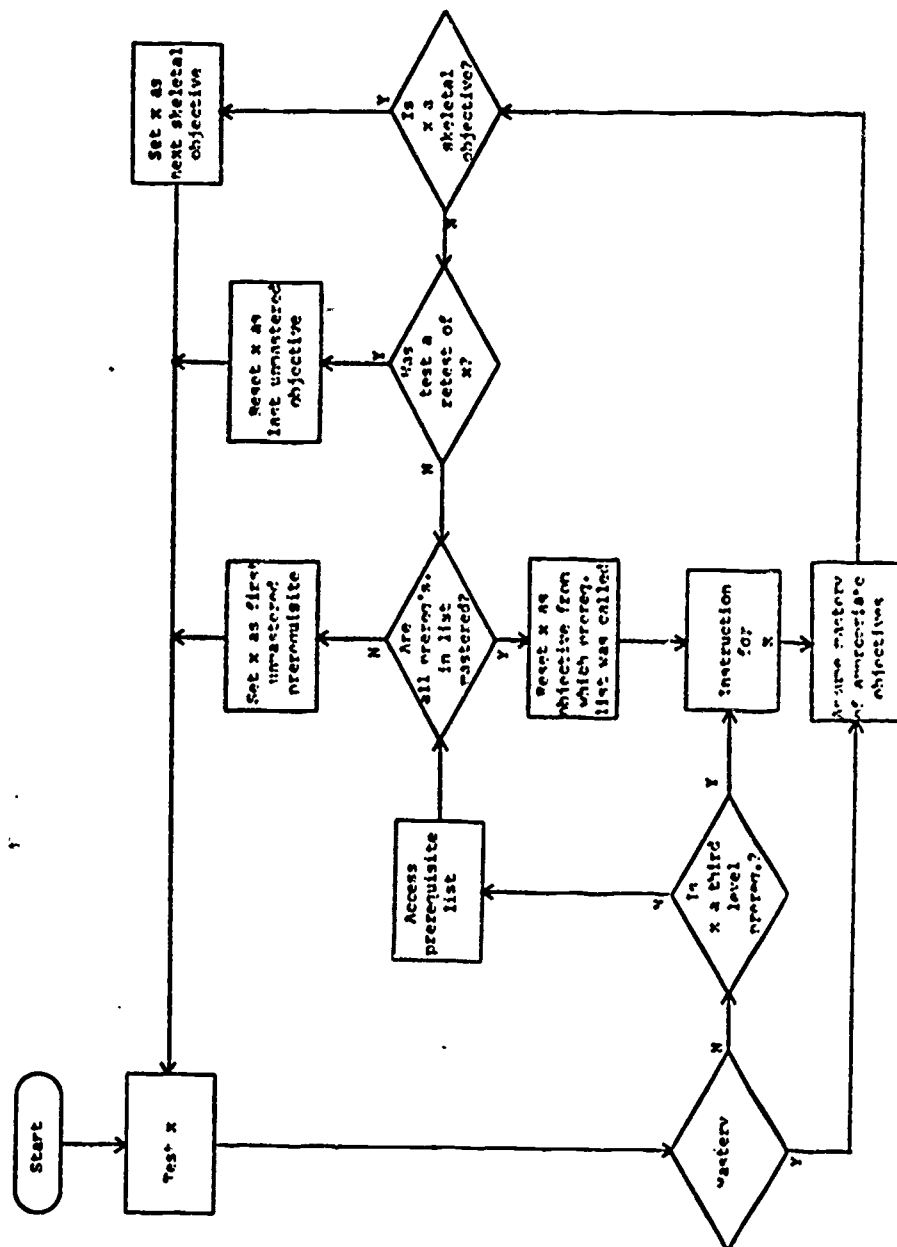 Start
Test x
Mastery
Y
N
Is
x a third
level
prereq.?
N
Y
Access
prerequisite
list
Are
all prereq's.
in list
mastered?
N
Y
Set x as first
unmastered
prerequisite
Reset x as
objective from
which prereq.
list was called
Instruction
for
x
Assume mastery
of appropriate
objectives
Was
test a
retest of
x?
Y
N
Reset x as
last unmastered
objective
Is
x a
skeletal
objective?
Y
N
Set x as
next skeletal
objective